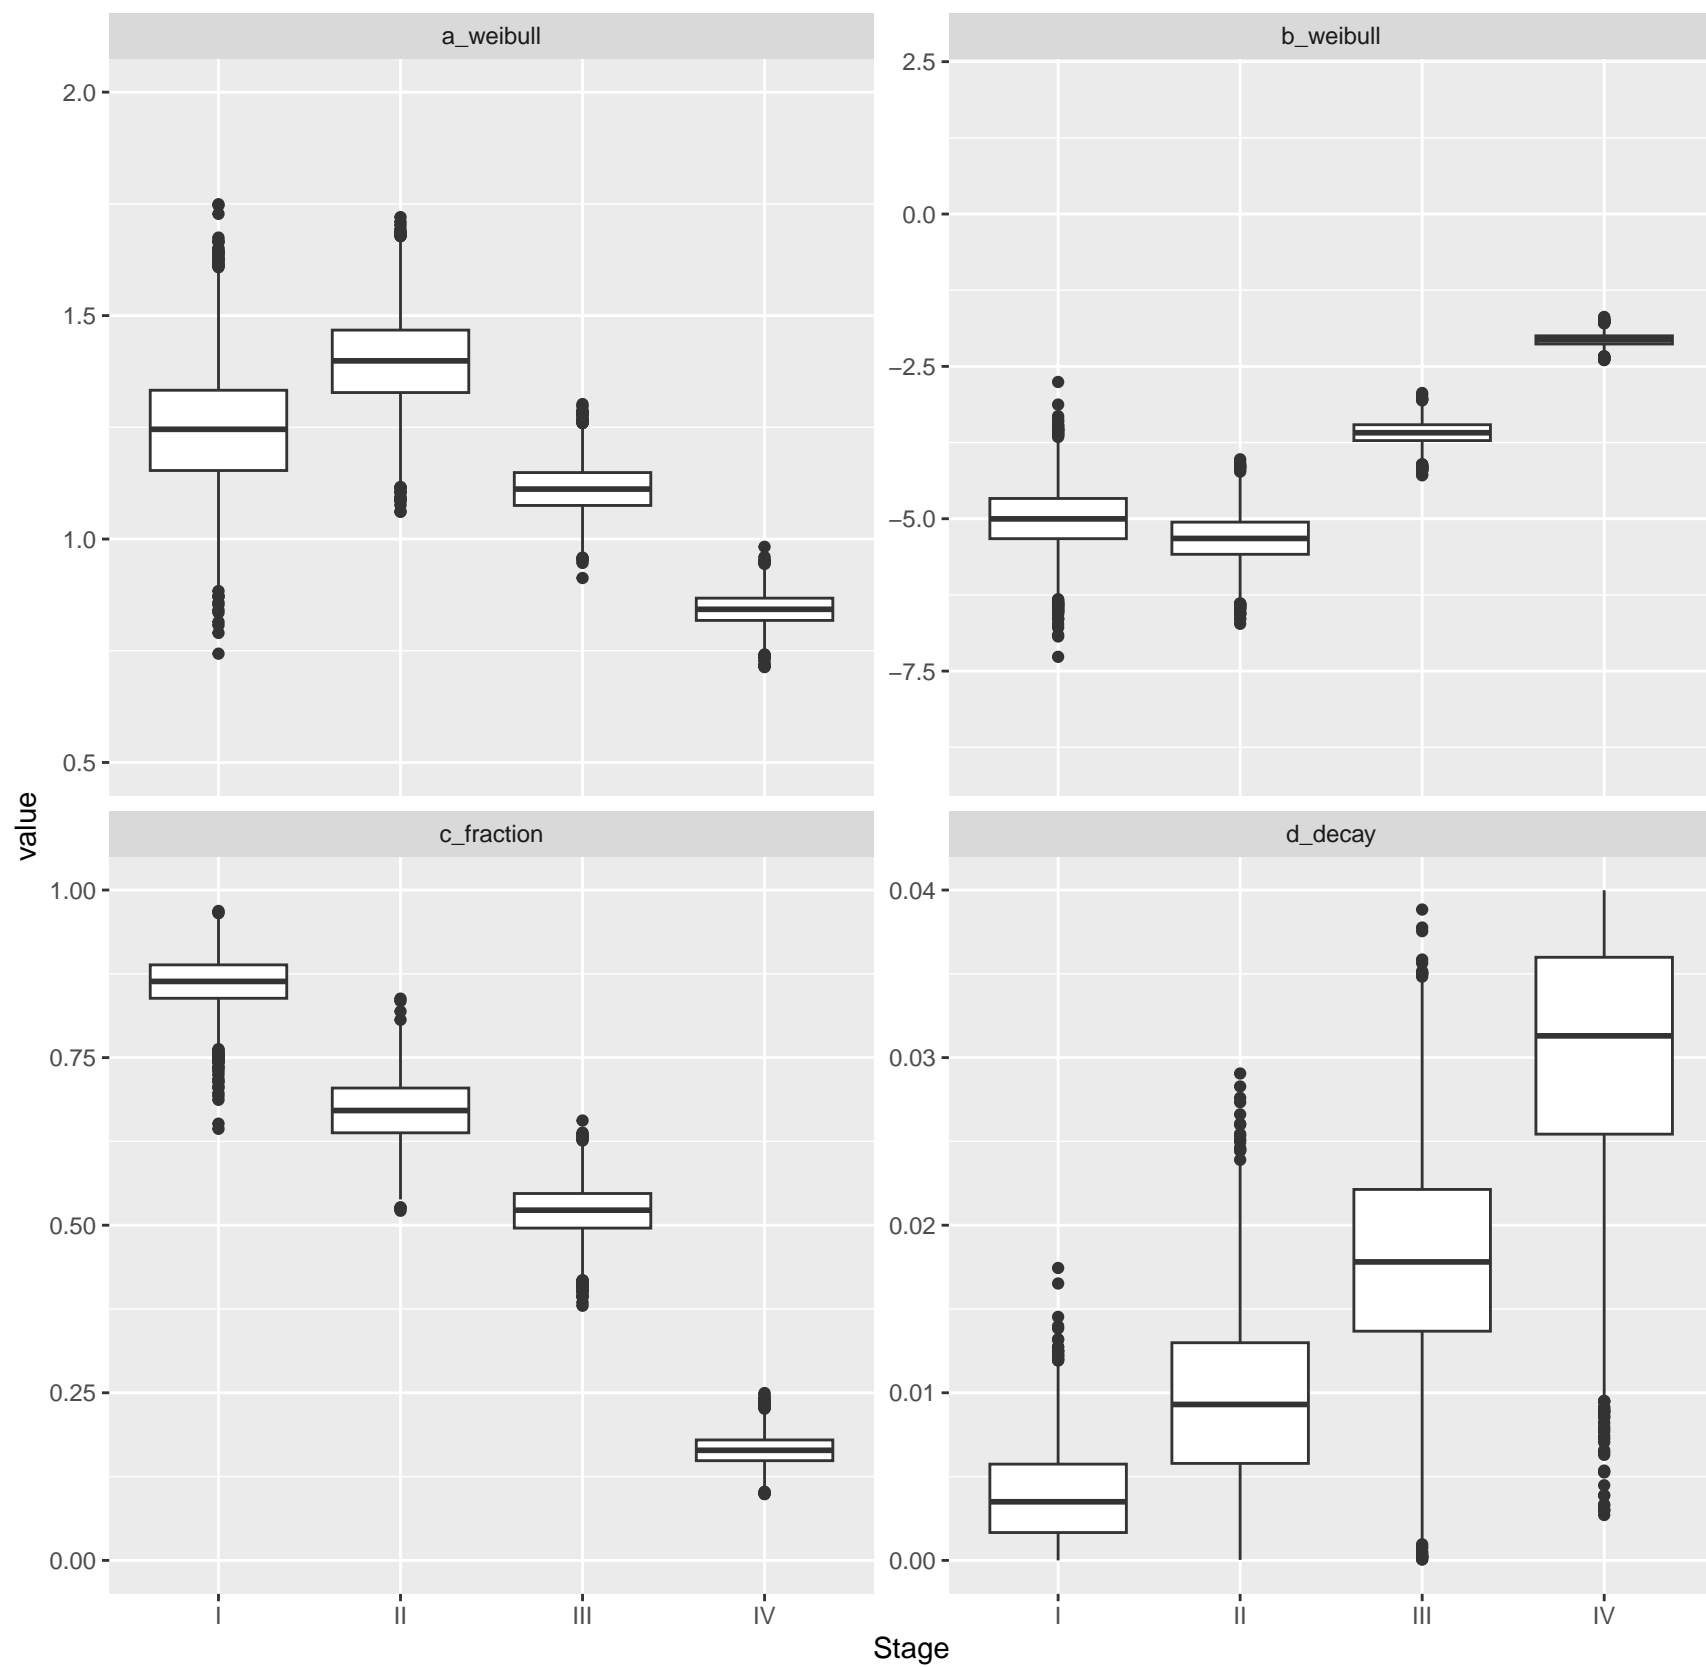 a_weibull
b_weibull
2.0
1.5
1.0
0.5
2.5
0.0
−2.5
−5.0
−7.5
value
c_fraction
d_decay
1.00
0.75
0.50
0.25
0.00
0.04
0.03
0.02
0.01
0.00
I II III IV
I II III IV
Stage